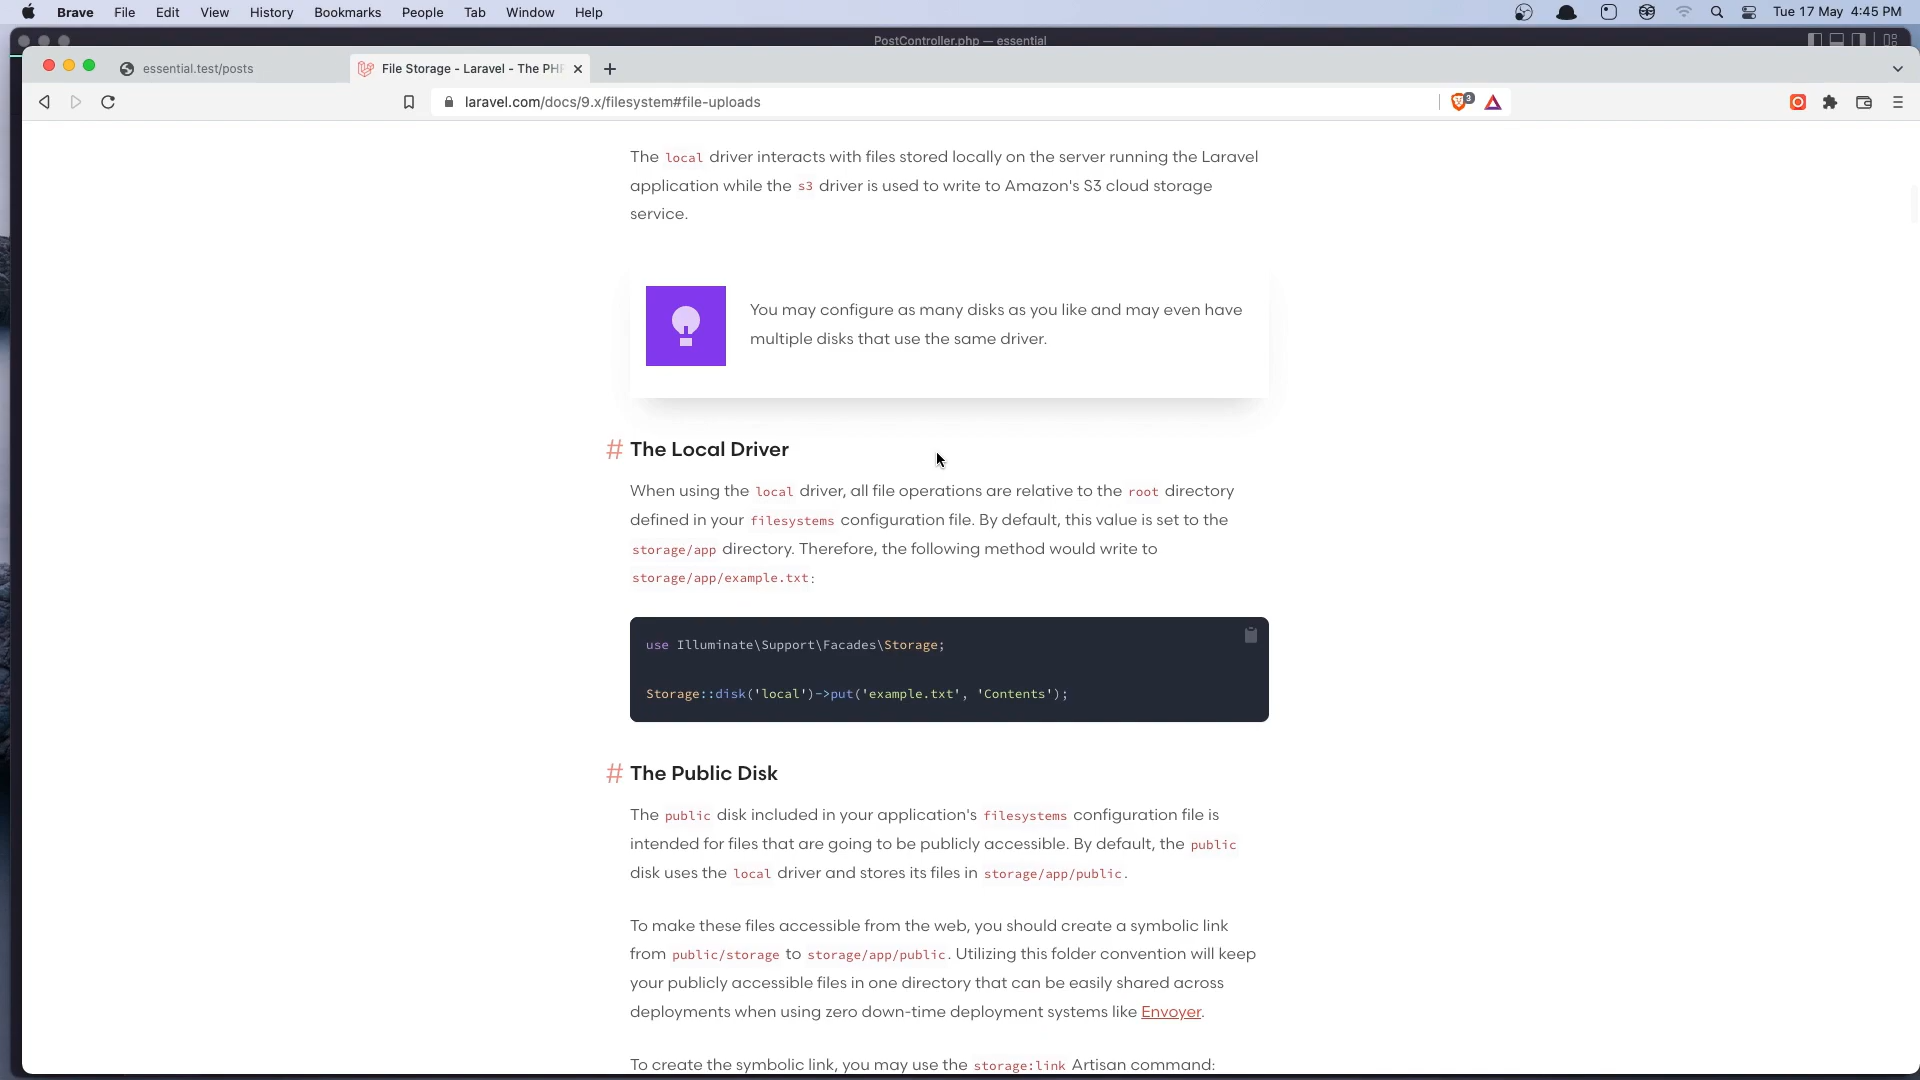 Brave File Edit View History Bookmarks People Tab Window Help Tue 17 May 4:45 PM
PostController.php — essential
essential.test/posts
File Storage - Laravel - The PHP
laravel.com/docs/9.x/filesystem#file-uploads
3
The local driver interacts with files stored locally on the server running the Laravel
application while the s3 driver is used to write to Amazon's S3 cloud storage
service.
You may configure as many disks as you like and may even have
multiple disks that use the same driver.
# The Local Driver
When using the local driver, all file operations are relative to the root directory
defined in your filesystems configuration file. By default, this value is set to the
storage/app directory. Therefore, the following method would write to
storage/app/example.txt:
use Illuminate\Support\Facades\Storage;
Storage::disk('local')->put('example.txt', 'Contents');
# The Public Disk
The public disk included in your application's filesystems configuration file is
intended for files that are going to be publicly accessible. By default, the public
disk uses the local driver and stores its files in storage/app/public.
To make these files accessible from the web, you should create a symbolic link
from public/storage to storage/app/public. Utilizing this folder convention will keep
your publicly accessible files in one directory that can be easily shared across
deployments when using zero down-time deployment systems like Envoyer.
To create the symbolic link, you may use the storage:link Artisan command: